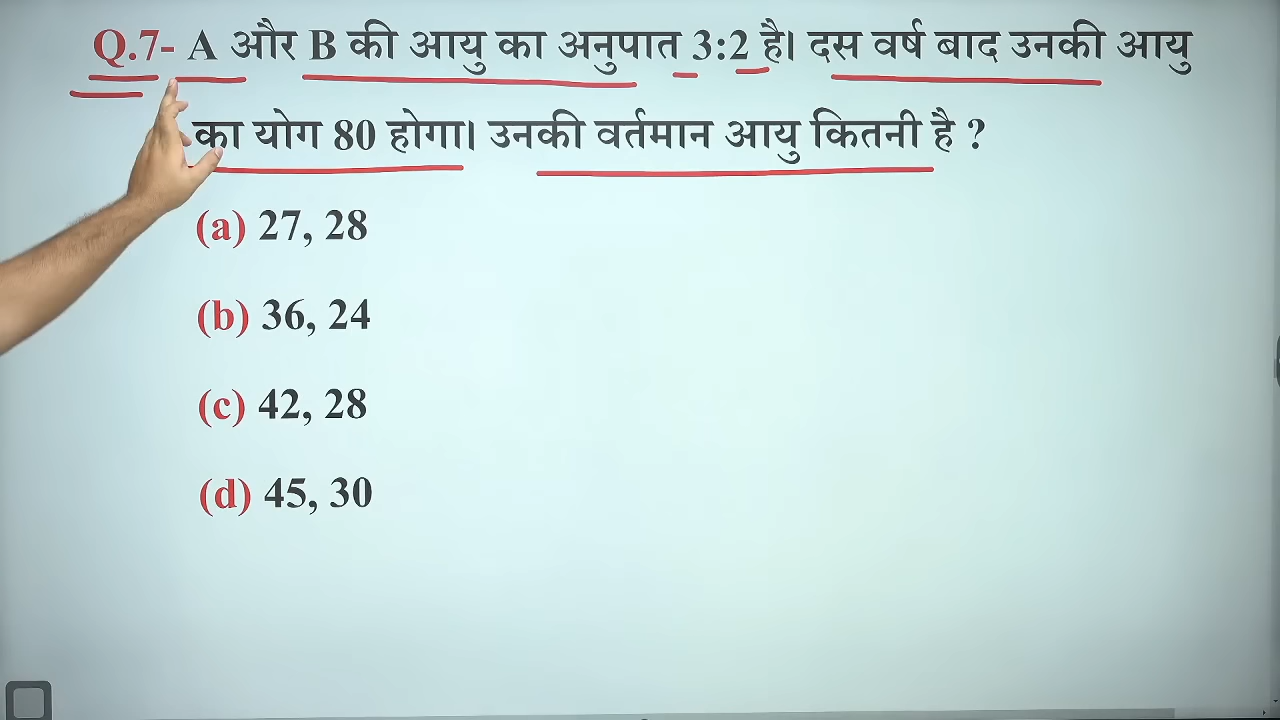 Q.7- A और B की आयु का अनुपात 3:2 है। दस वर्ष बाद उनकी आयु
का योग 80 होगा। उनकी वर्तमान आयु कितनी है ?
(a) 27, 28
(b) 36, 24
(c) 42, 28
(d) 45, 30